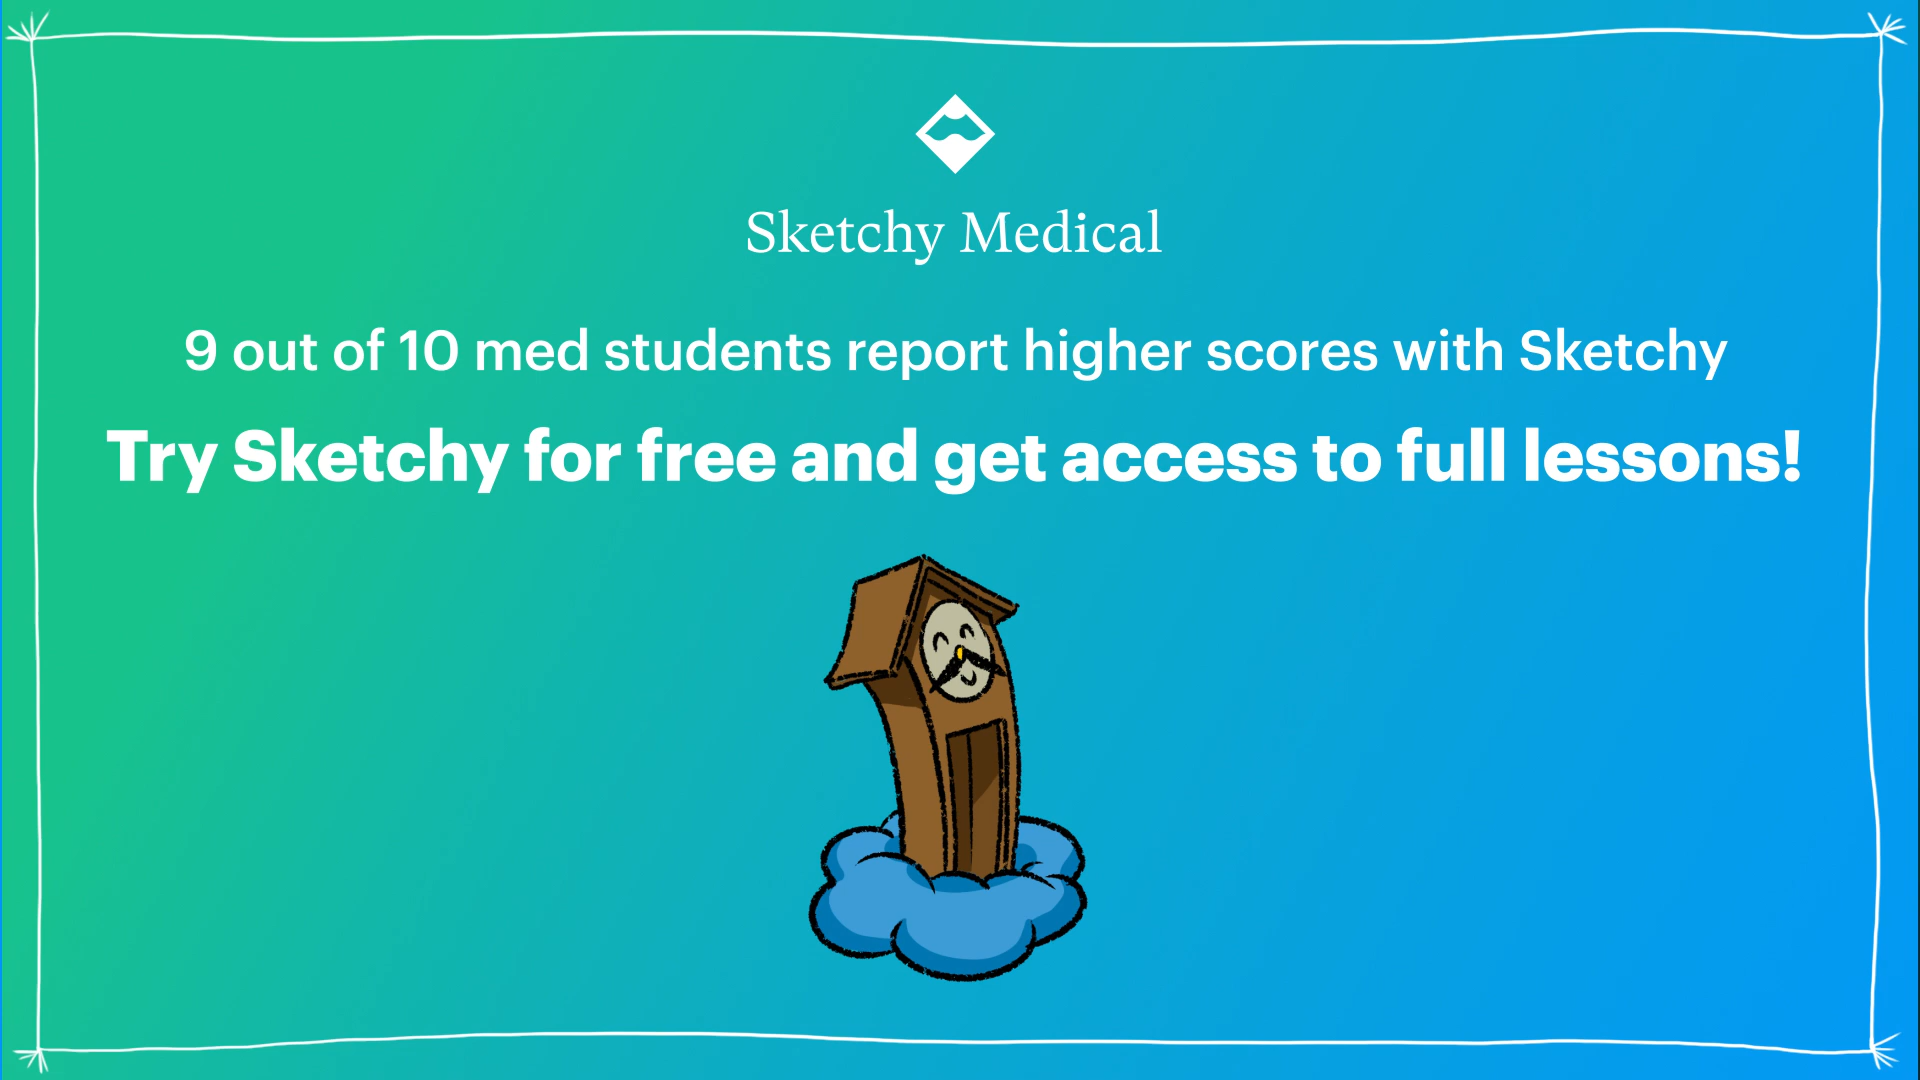 Sketchy Medical
9 out of 10 med students report higher scores with Sketchy
Try Sketchy for free and get access to full lessons!